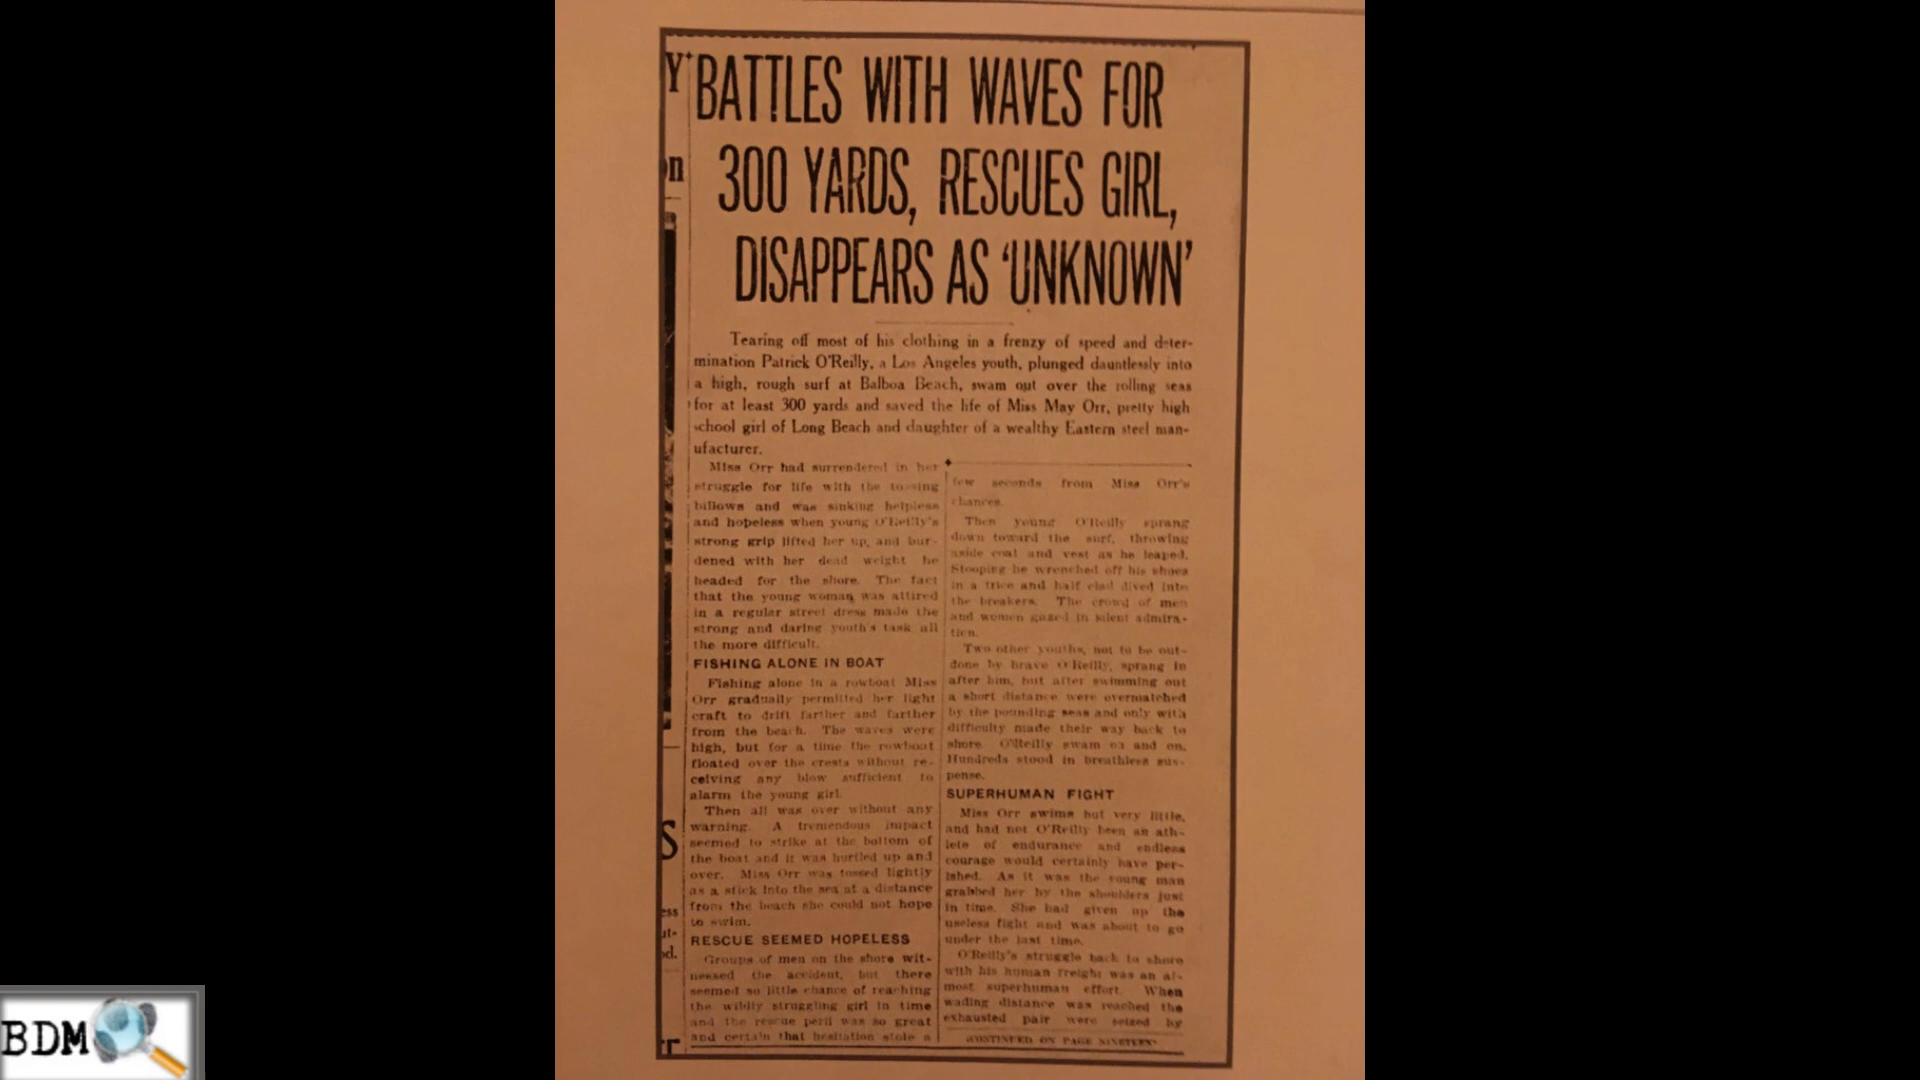 BATTLES WITH WAVES FOR
300 YARDS, RESCUES GIRL,
DISAPPEARS AS 'UNKNOWN'
Tearing off most of his clothing in a frenzy of speed and deter-
mination Patrick O'Reilly, a Los Angeles youth, plunged dauntlessly into
a high, rough surf at Balboa Beach, swam out over the rolling seas
for at least 300 yards and saved the life of Miss May Orr, pretty high
school girl of Long Beach and daughter of a wealthy Eastern steel man-
ufacturer.
Miss Orr had surrendered in her
struggle for life with the tossing
billows and was sinking helpless
and hopeless when young O'Reilly's
strong grip lifted her up, and bur-
dened with her dead weight he
headed for the shore. The fact
that the young woman was attired
in a regular street dress made the
strong and daring youth's task all
the more difficult.
FISHING ALONE IN BOAT
Fishing alone in a rowboat Miss
Orr gradually permitted her light
craft to drift farther and farther
from the beach. The waves were
high, but for a time the rowboat
floated over the crests without re-
ceiving any blow sufficient to
alarm the young girl.
Then all was over without any
warning. A tremendous impact
seemed to strike at the bottom of
the boat and it was hurtled up and
over. Miss Orr was tossed lightly
as a stick into the sea at a distance
from the beach she could not hope
to swim.
RESCUE SEEMED HOPELESS
Groups of men on the shore wit-
nessed the accident, but there
seemed so little chance of reaching
the wildly struggling girl in time
and the rescue peril was so great
and certain that hesitation stole a
few seconds from Miss Orr's
chances.
Then young O'Reilly sprang
down toward the surf, throwing
aside coat and vest as he leaped.
Stooping he wrenched off his shoes
in a trice and half clad dived into
the breakers. The crowd of men
and women gazed in silent admira-
tion.
Two other youths, not to be out-
done by brave O'Reilly, sprang in
after him, but after swimming out
a short distance were overmatched
by the pounding seas and only with
difficulty made their way back to
shore. O'Reilly swam on and on.
Hundreds stood in breathless sus-
pense.
SUPERHUMAN FIGHT
Miss Orr swims but very little,
and had not O'Reilly been an ath-
lete of endurance and endless
courage would certainly have per-
ished. As it was the young man
grabbed her by the shoulders just
in time. She had given up the
useless fight and was about to go
under the last time.
O'Reilly's struggle back to shore
with his human freight was an al-
most superhuman effort. When
wading distance was reached the
exhausted pair were seized by
(CONTINUED ON PAGE NINETEEN)
BDM